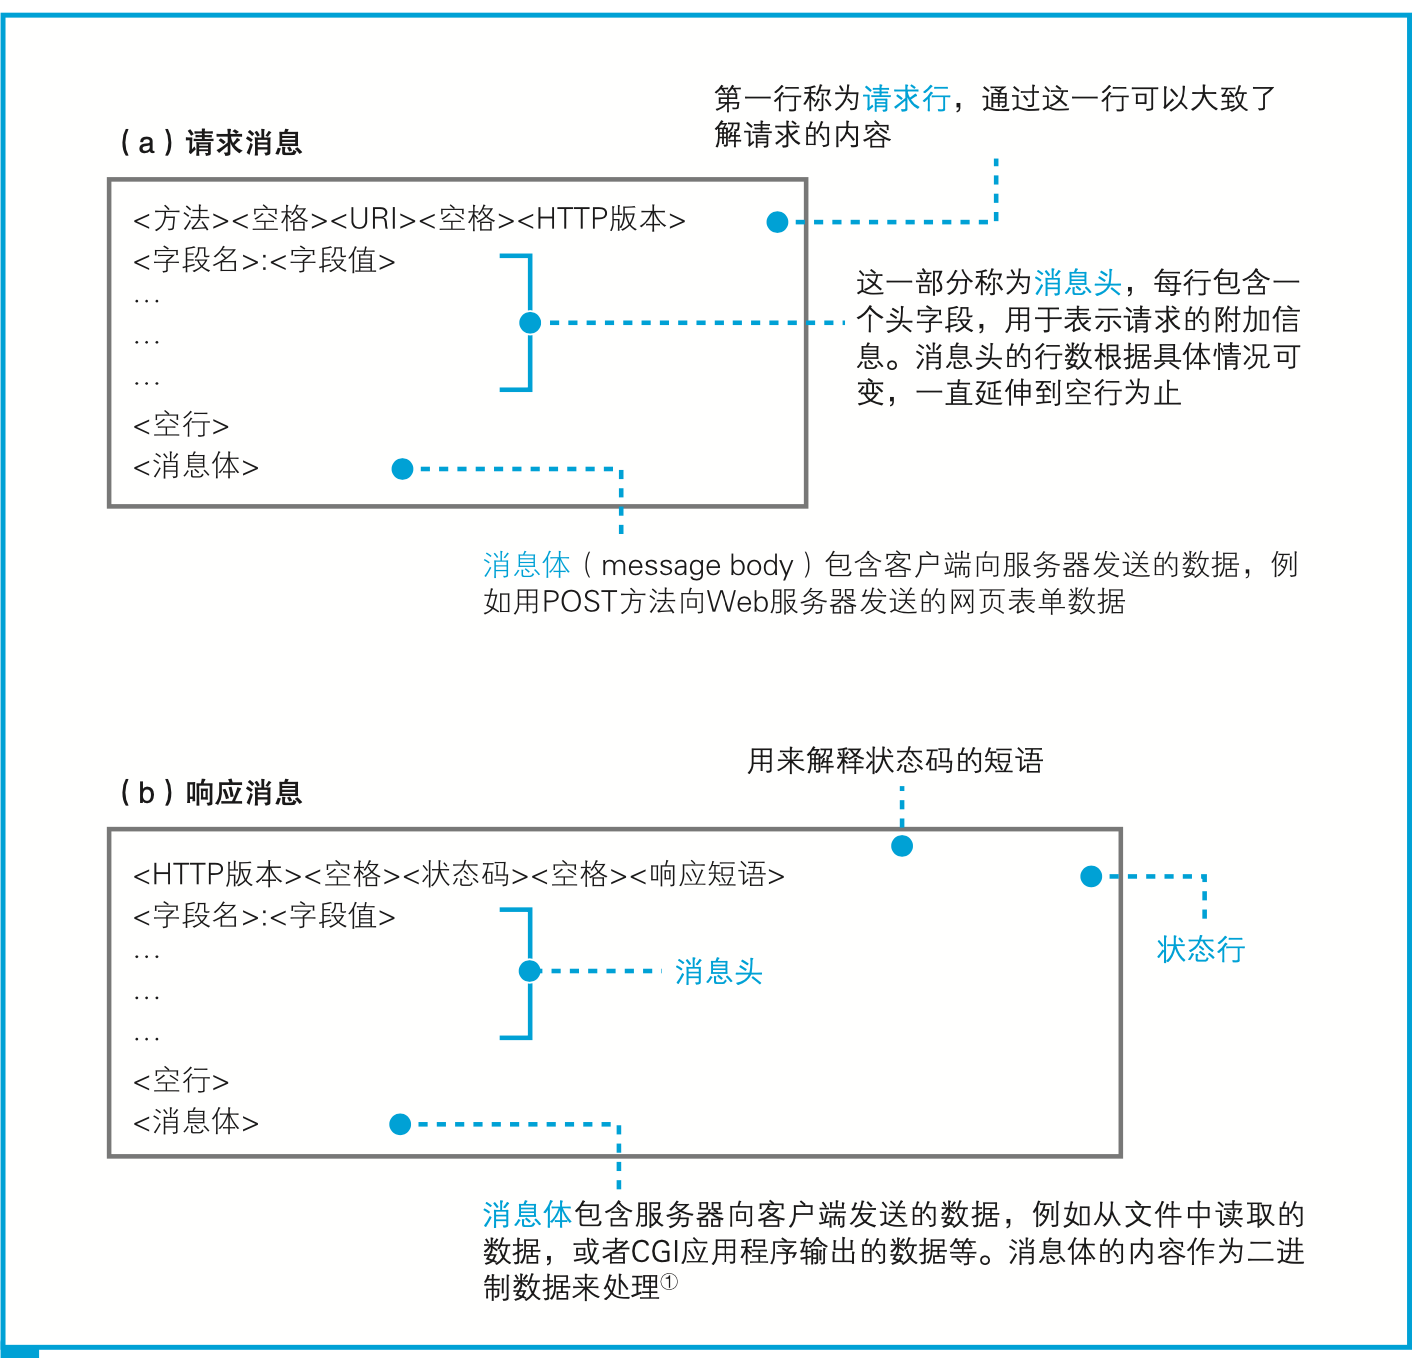 第一行称为请求行，通过这一行可以大致了
解请求的内容
（a）请求消息
<方法><空格><URI><空格><HTTP版本>
<字段名>:<字段值>
…
…
…
<空行>
<消息体>
这一部分称为消息头，每行包含一
个头字段，用于表示请求的附加信
息。消息头的行数根据具体情况可
变，一直延伸到空行为止
消息体（message body）包含客户端向服务器发送的数据，例
如用POST方法向Web服务器发送的网页表单数据
用来解释状态码的短语
（b）响应消息
<HTTP版本><空格><状态码><空格><响应短语>
<字段名>:<字段值>
…
…
…
<空行>
<消息体>
状态行
消息头
消息体包含服务器向客户端发送的数据，例如从文件中读取的
数据，或者CGI应用程序输出的数据等。消息体的内容作为二进
制数据来处理①